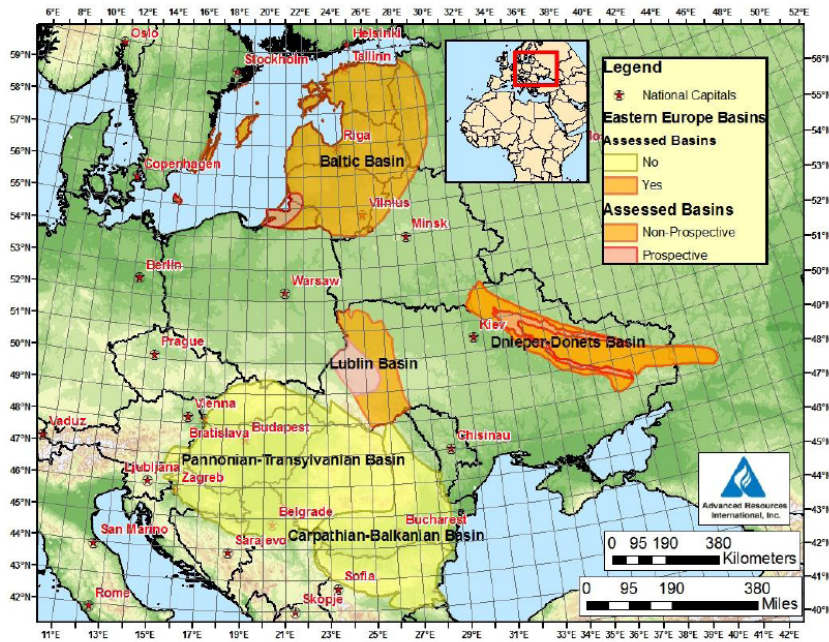 6°E 8°E 10°E 12°E 14°E 16°E 18°E 20°E 22°E 24°E 26°E 28°E 30°E 32°E 34°E 36°E 38°E 40°E 42°E 44°E 46°E 48°E 50°E 52°E
Oslo
Helsinki
Stockholm
Tallinn
59°N
58°N
57°N
56°N
55°N
54°N
53°N
52°N
51°N
50°N
49°N
48°N
47°N
46°N
45°N
44°N
43°N
42°N
Riga
Baltic Basin
Copenhagen
Vilnius
Minsk
Berlin
Warsaw
Kiev
Dnieper-Donets Basin
Prague
Lublin Basin
Vienna
Vaduz
Budapest
Bratislava
Chisinau
Pannonian-Transylvanian Basin
Ljubljana
Zagreb
Belgrade
Bucharest
San Marino
Carpathian-Balkanian Basin
Sarajevo
Sofia
Rome
Skopje
Legend
National Capitals
Eastern Europe Basins
Assessed Basins
No
Yes
Assessed Basins
Non-Prospective
Prospective
56°N
55°N
54°N
53°N
52°N
51°N
50°N
49°N
48°N
47°N
46°N
45°N
44°N
43°N
42°N
41°N
40°N
Advanced Resources
International, Inc.
0 95 190 380
Kilometers
0 95 190 380
Miles
11°E 13°E 15°E 17°E 19°E 21°E 23°E 25°E 27°E 29°E 31°E 33°E 34°E 36°E 37°E 39°E 41°E 42°E